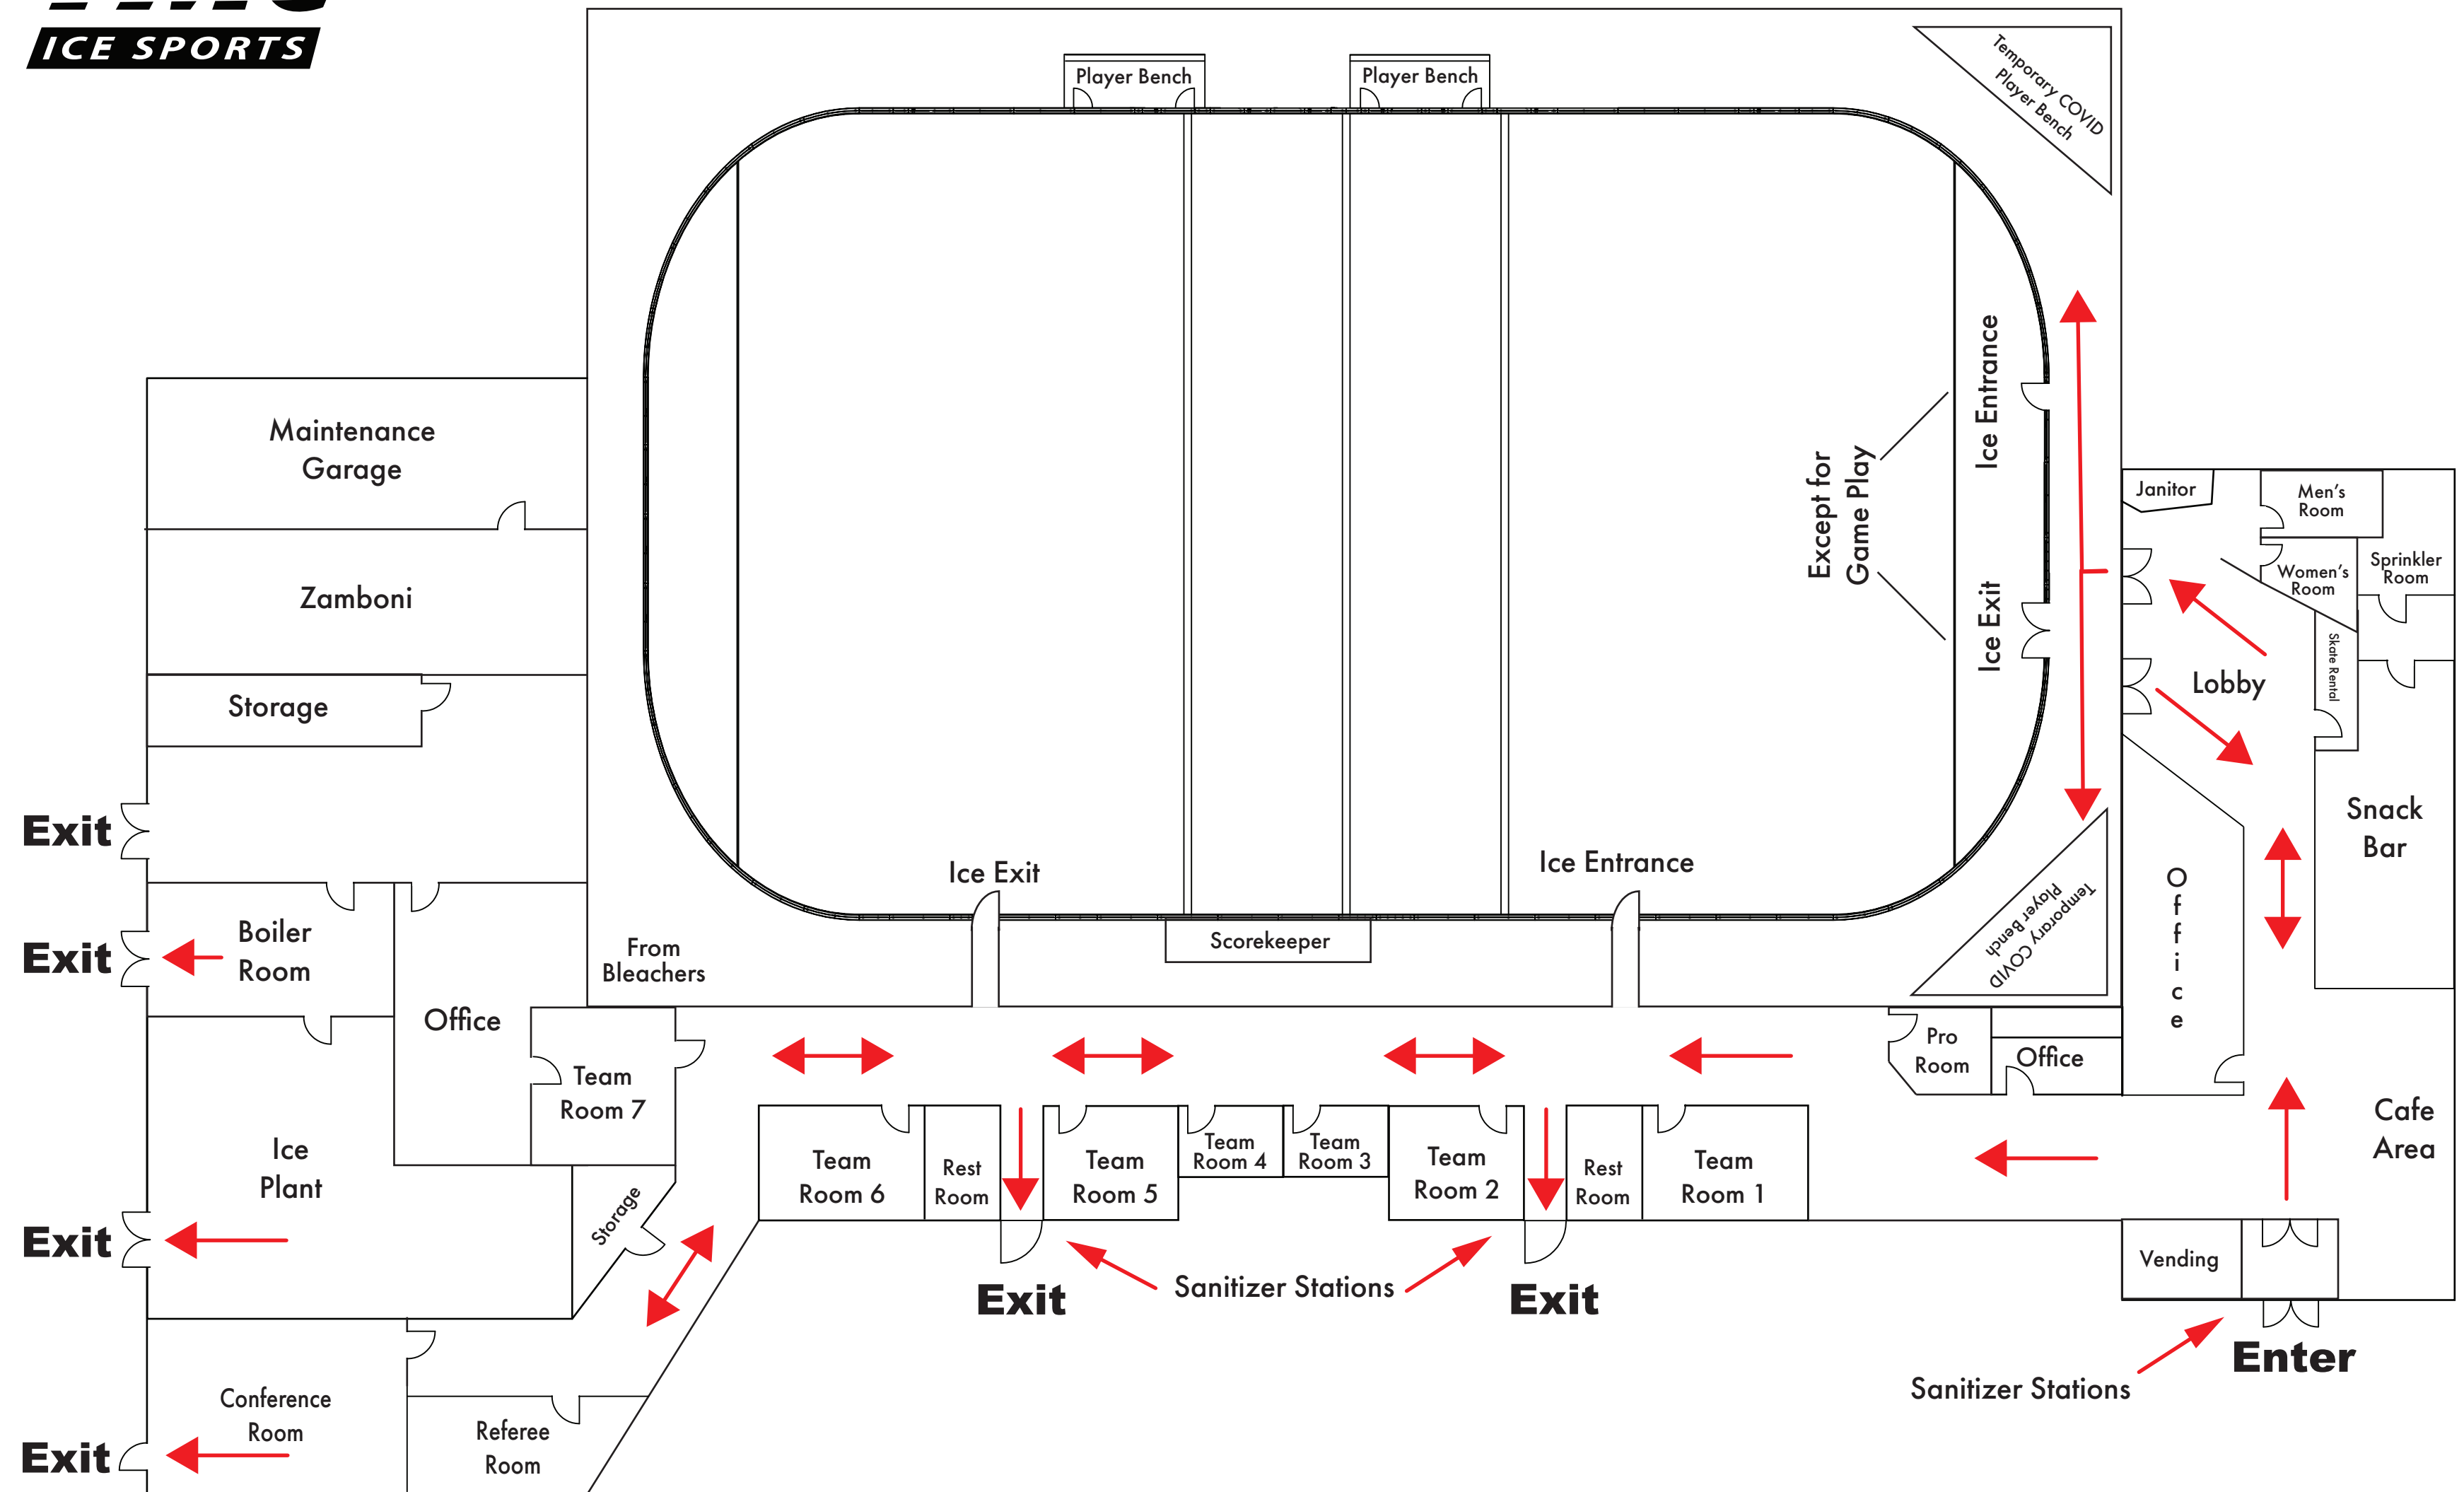 ICE SPORTS
Player Bench
Player Bench
Temporary COVID
Player Bench
Maintenance
Garage
Zamboni
Storage
Exit
Exit
Boiler
Room
Office
Team
Room 7
Ice
Plant
Exit
Storage
Conference
Room
Exit
Referee
Room
From
Bleachers
Ice Exit
Scorekeeper
Ice Entrance
Except for
Game Play
Ice Entrance
Ice Exit
Temporary COVID
Player Bench
Janitor
Men's
Room
Women's
Room
Sprinkler
Room
Skate Rental
Lobby
Snack
Bar
Office
Cafe
Area
Pro
Room
Office
Team
Room 6
Rest
Room
Team
Room 5
Team
Room 4
Team
Room 3
Team
Room 2
Rest
Room
Team
Room 1
Exit
Sanitizer Stations
Exit
Vending
Enter
Sanitizer Stations